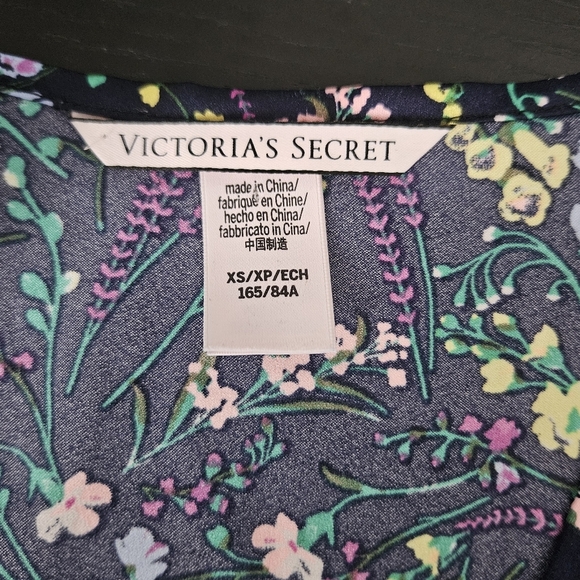 VICTORIA'S SECRET
made in China/
fabriqué en Chine/
hecho en China/
fabbricato in Cina/
中国制造
XS/XP/ECH
165/84A